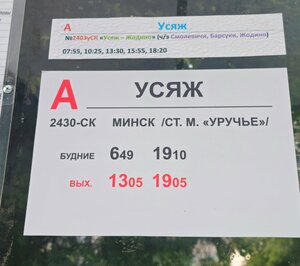 А Усяж
№2403уСК «Усяж – Жодино» (ч/з Смолевичи, Барсуки, Жодино)
07:55, 10:25, 13:30, 15:55, 18:20
А УСЯЖ
2430-СК МИНСК /СТ. М. «УРУЧЬЕ»/
БУДНИЕ 649 1910
ВЫХ. 1305 1905